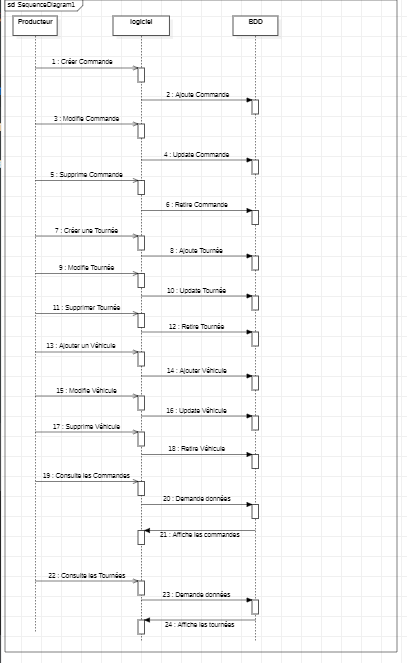 sd SequenceDiagram1
Producteur
logiciel
BDD
1 : Créer Commande
2 : Ajoute Commande
3 : Modifie Commande
4 : Update Commande
5 : Supprime Commande
6 : Retire Commande
7 : Créer une Tournée
8 : Ajoute Tournée
9 : Modifie Tournée
10 : Update Tournée
11 : Supprimer Tournée
12 : Retire Tournée
13 : Ajouter un Véhicule
14 : Ajouter Véhicule
15 : Modifie Véhicule
16 : Update Véhicule
17 : Supprime Véhicule
18 : Retire Véhicule
19 : Consulte les Commandes
20 : Demande données
21 : Affiche les commandes
22 : Consulte les Tournées
23 : Demande données
24 : Affiche les tournées